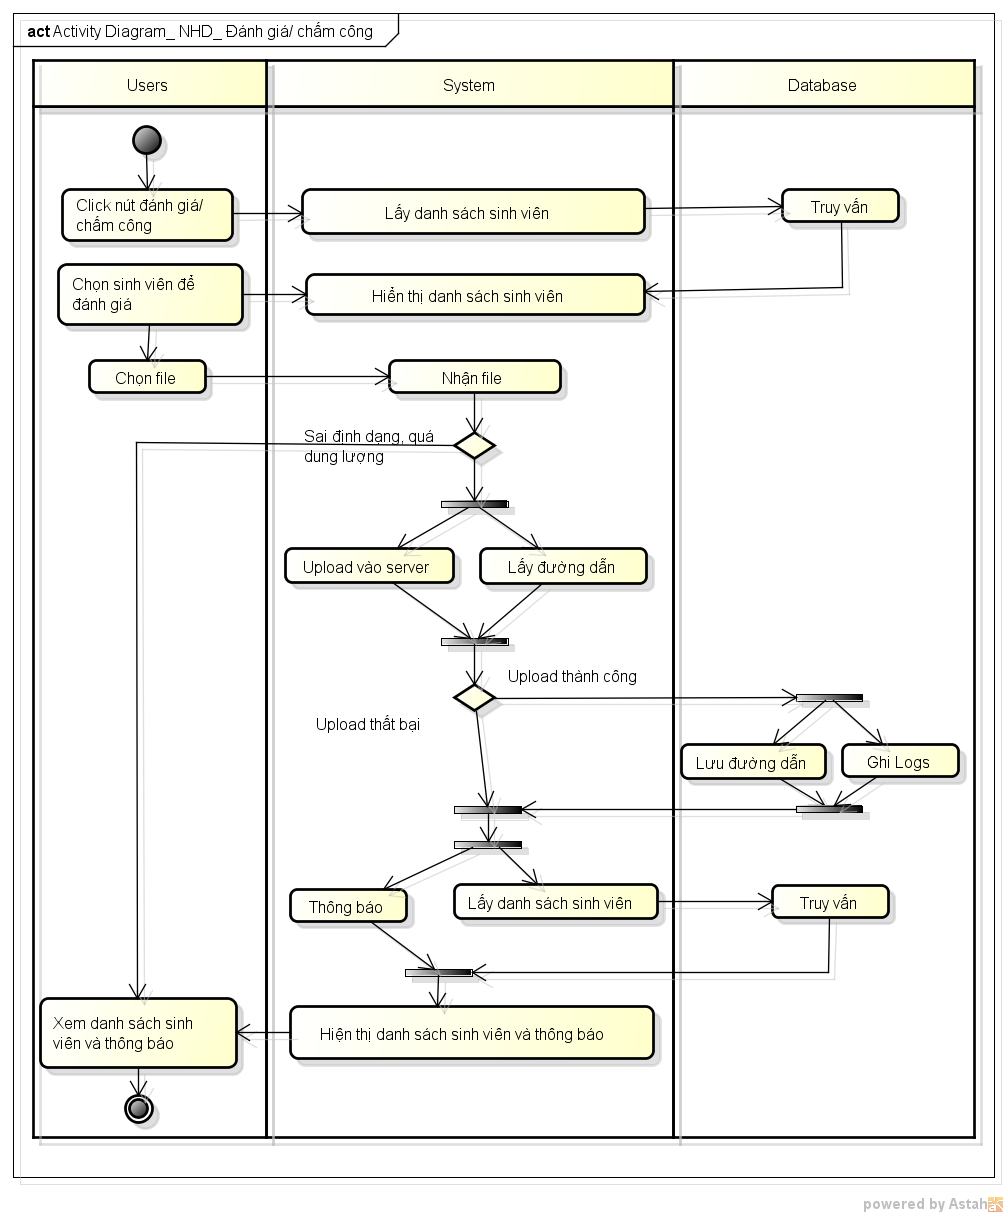 act Activity Diagram_ NHD_ Đánh giá/ chấm công
Users
System
Database
Click nút đánh giá/
chấm công
Lấy danh sách sinh viên
Truy vấn
Chọn sinh viên để
đánh giá
Hiển thị danh sách sinh viên
Chọn file
Nhận file
Sai định dạng, quá
dung lượng
Upload vào server
Lấy đường dẫn
Upload thành công
Upload thất bại
Lưu đường dẫn
Ghi Logs
Thông báo
Lấy danh sách sinh viên
Truy vấn
Xem danh sách sinh
viên và thông báo
Hiện thị danh sách sinh viên và thông báo
powered by Astah